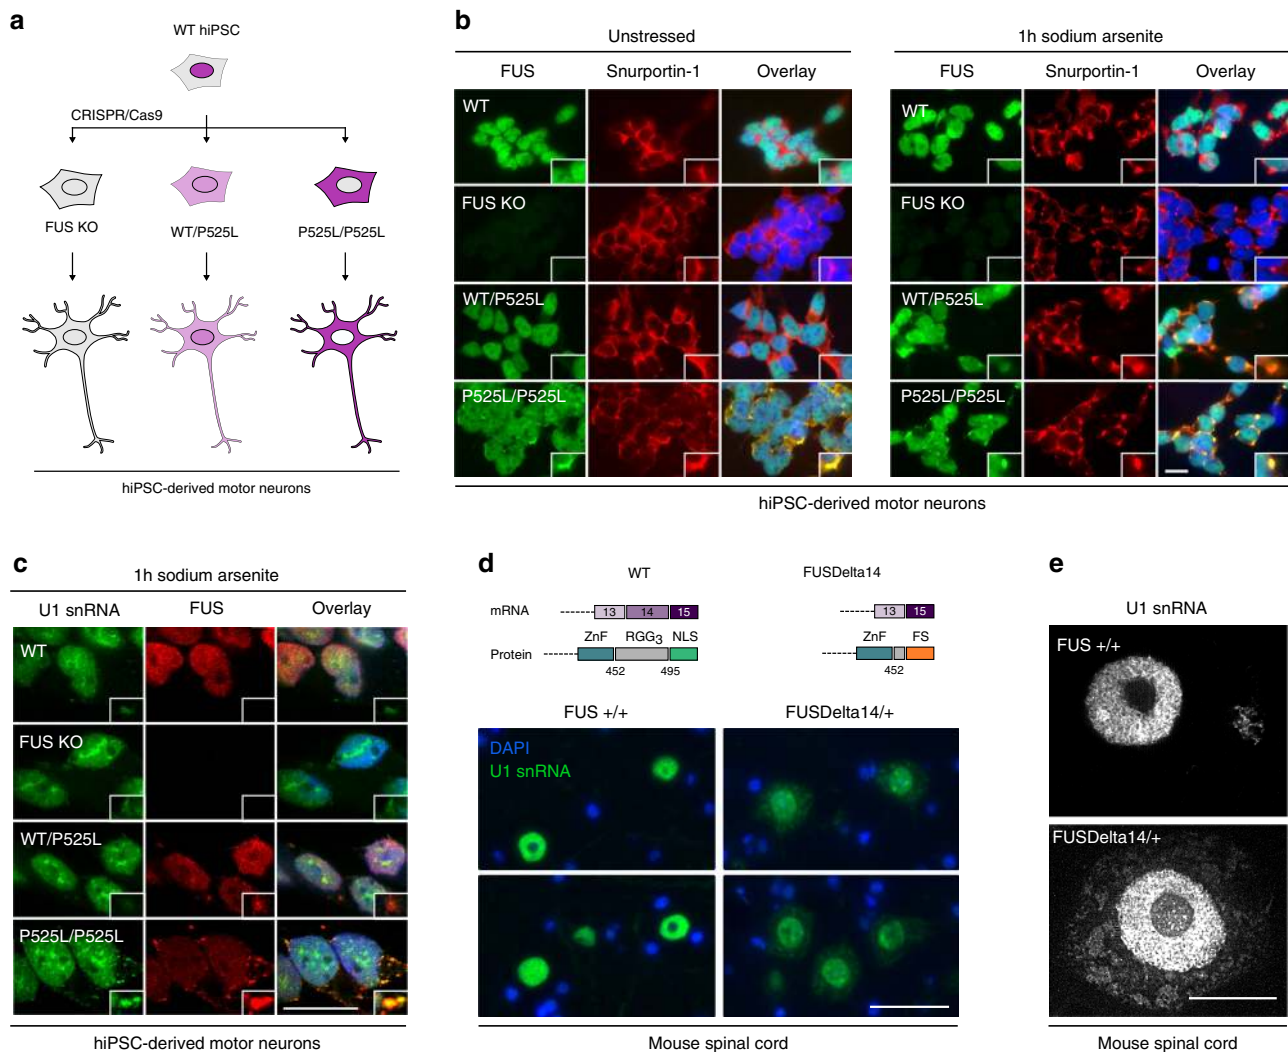 a
WT hiPSC
CRISPR/Cas9
FUS KO
WT/P525L
P525L/P525L
hiPSC-derived motor neurons
b
Unstressed
1h sodium arsenite
FUS Snurportin-1 Overlay
FUS Snurportin-1 Overlay
WT
FUS KO
WT/P525L
P525L/P525L
WT
FUS KO
WT/P525L
P525L/P525L
hiPSC-derived motor neurons
c
1h sodium arsenite
U1 snRNA FUS Overlay
WT
FUS KO
WT/P525L
P525L/P525L
hiPSC-derived motor neurons
d
WT FUSDelta14
mRNA 13 14 15 13 15
ZnF RGG3 NLS ZnF FS
Protein
452 495 452
FUS +/+ FUSDelta14/+
DAPI
U1 snRNA
Mouse spinal cord
e
U1 snRNA
FUS +/+
FUSDelta14/+
Mouse spinal cord